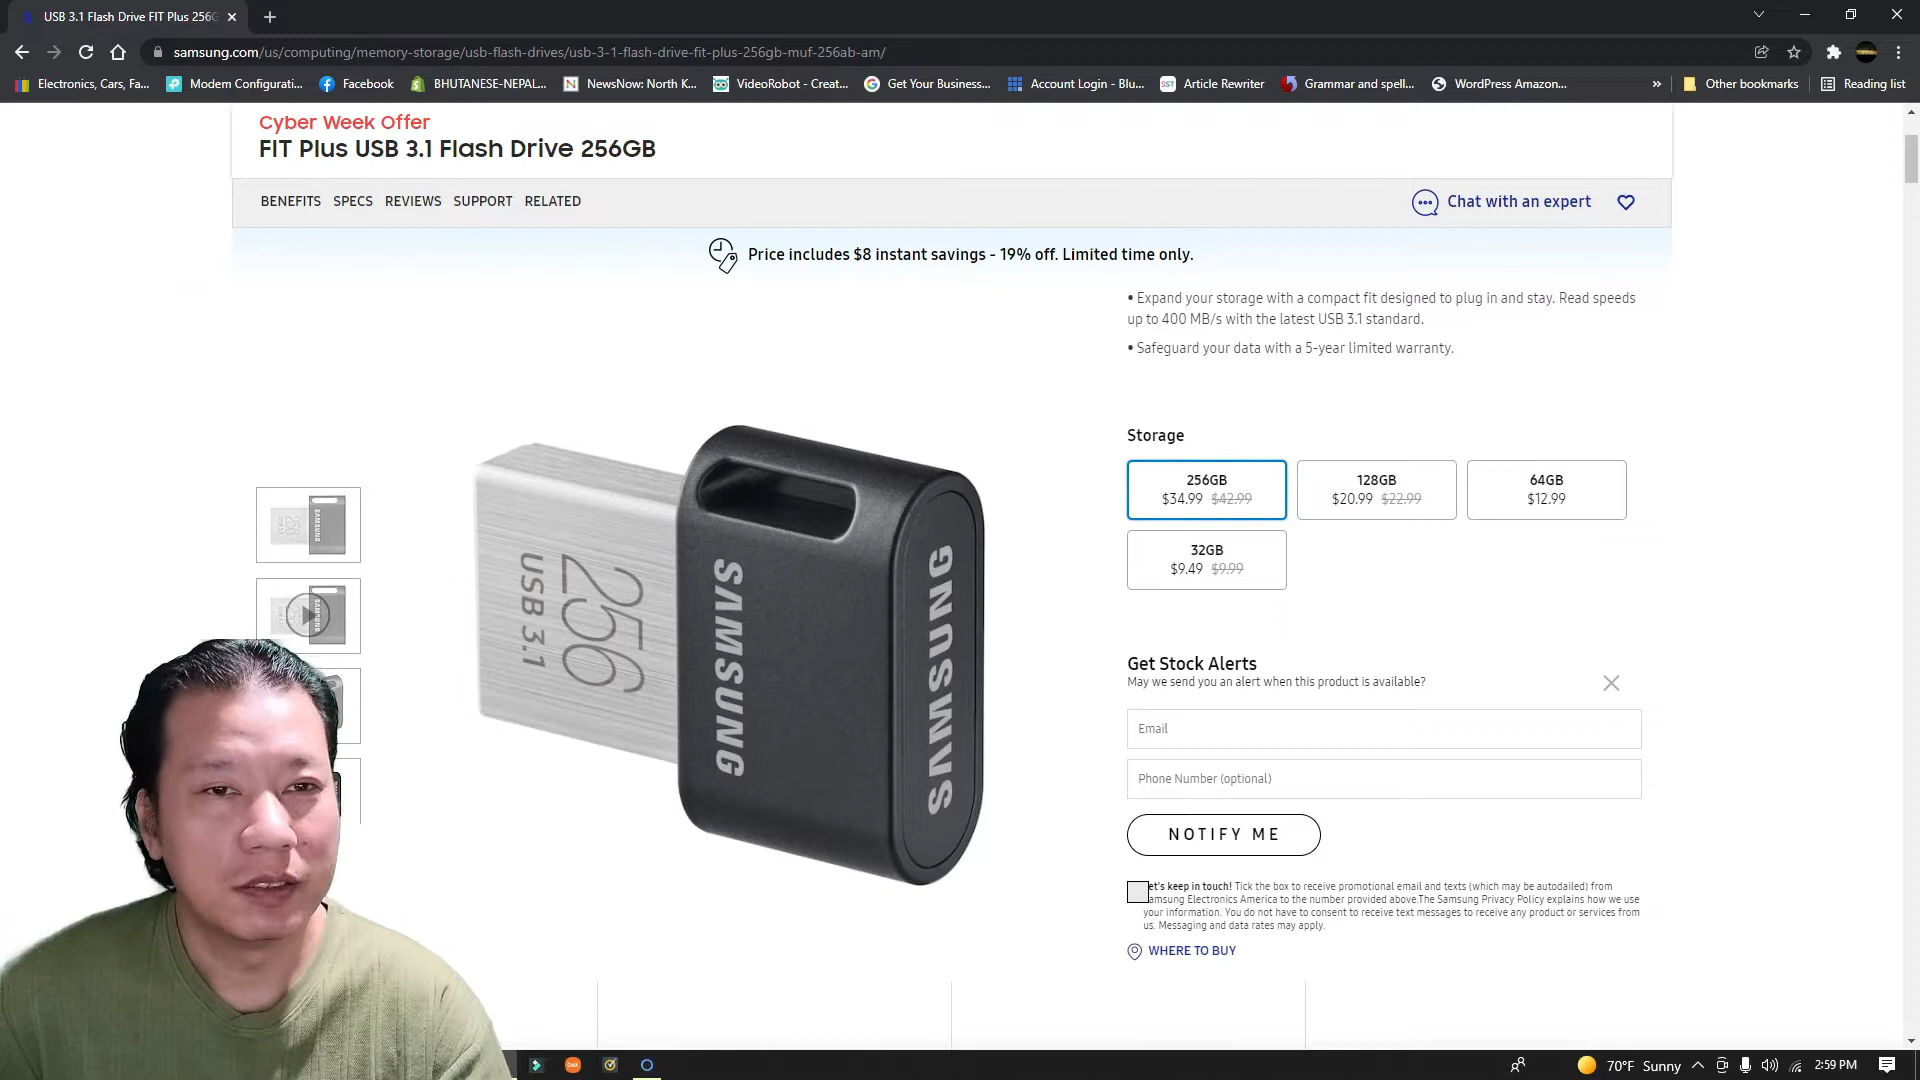 USB 3.1 Flash Drive FIT Plus 256G
samsung.com/us/computing/memory-storage/usb-flash-drives/usb-3-1-flash-drive-fit-plus-256gb-muf-256ab-am/
Electronics, Cars, Fa... Modem Configurati... Facebook BHUTANESE-NEPAL... NewsNow: North K... VideoRobot - Creat... Get Your Business... Account Login - Blu... SST Article Rewriter Grammar and spell... WordPress Amazon... » Other bookmarks Reading list
Cyber Week Offer
FIT Plus USB 3.1 Flash Drive 256GB
BENEFITS SPECS REVIEWS SUPPORT RELATED Chat with an expert
Price includes $8 instant savings - 19% off. Limited time only.
• Expand your storage with a compact fit designed to plug in and stay. Read speeds
up to 400 MB/s with the latest USB 3.1 standard.
• Safeguard your data with a 5-year limited warranty.
Storage
256GB
$34.99 $42.99
128GB
$20.99 $22.99
64GB
$12.99
32GB
$9.49 $9.99
256
USB 3.1
SAMSUNG
SAMSUNG
256
SAMSUNG
SAMSUNG
Get Stock Alerts
May we send you an alert when this product is available?
Email
Phone Number (optional)
NOTIFY ME
et's keep in touch! Tick the box to receive promotional email and texts (which may be autodailed) from
amsung Electronics America to the number provided above.The Samsung Privacy Policy explains how we use
your information. You do not have to consent to receive text messages to receive any product or services from
us. Messaging and data rates may apply.
WHERE TO BUY
70°F Sunny 2:59 PM